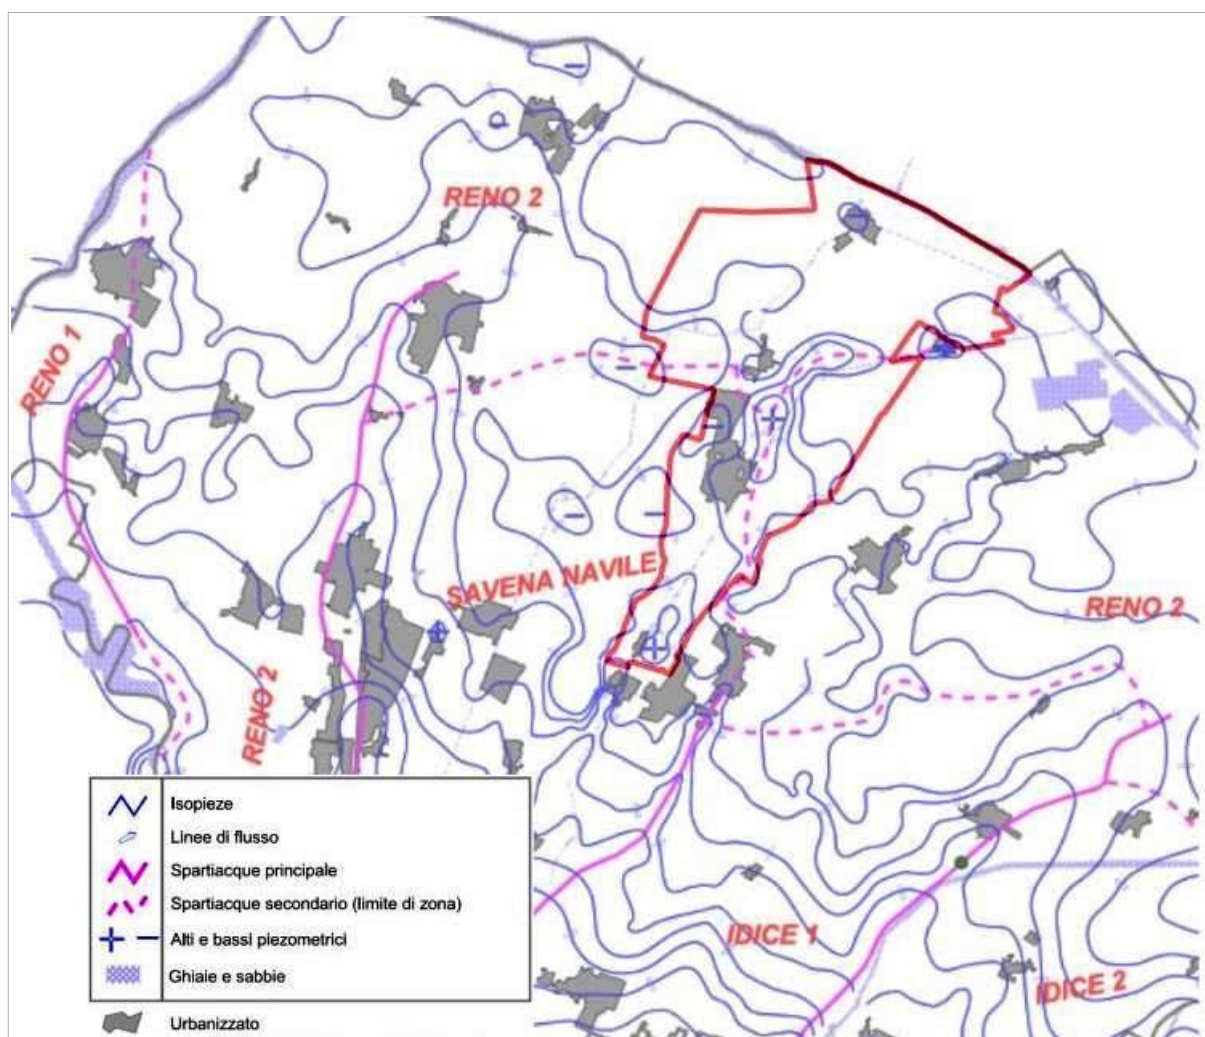 RENO 2
RENO 1
SAVENA NAVILE
RENO 2
RENO 2
IDICE 1
IDICE 2
Isopieze
Linee di flusso
Spartiacque principale
Spartiacque secondario (limite di zona)
Alti e bassi piezometrici
Ghiaie e sabbie
Urbanizzato